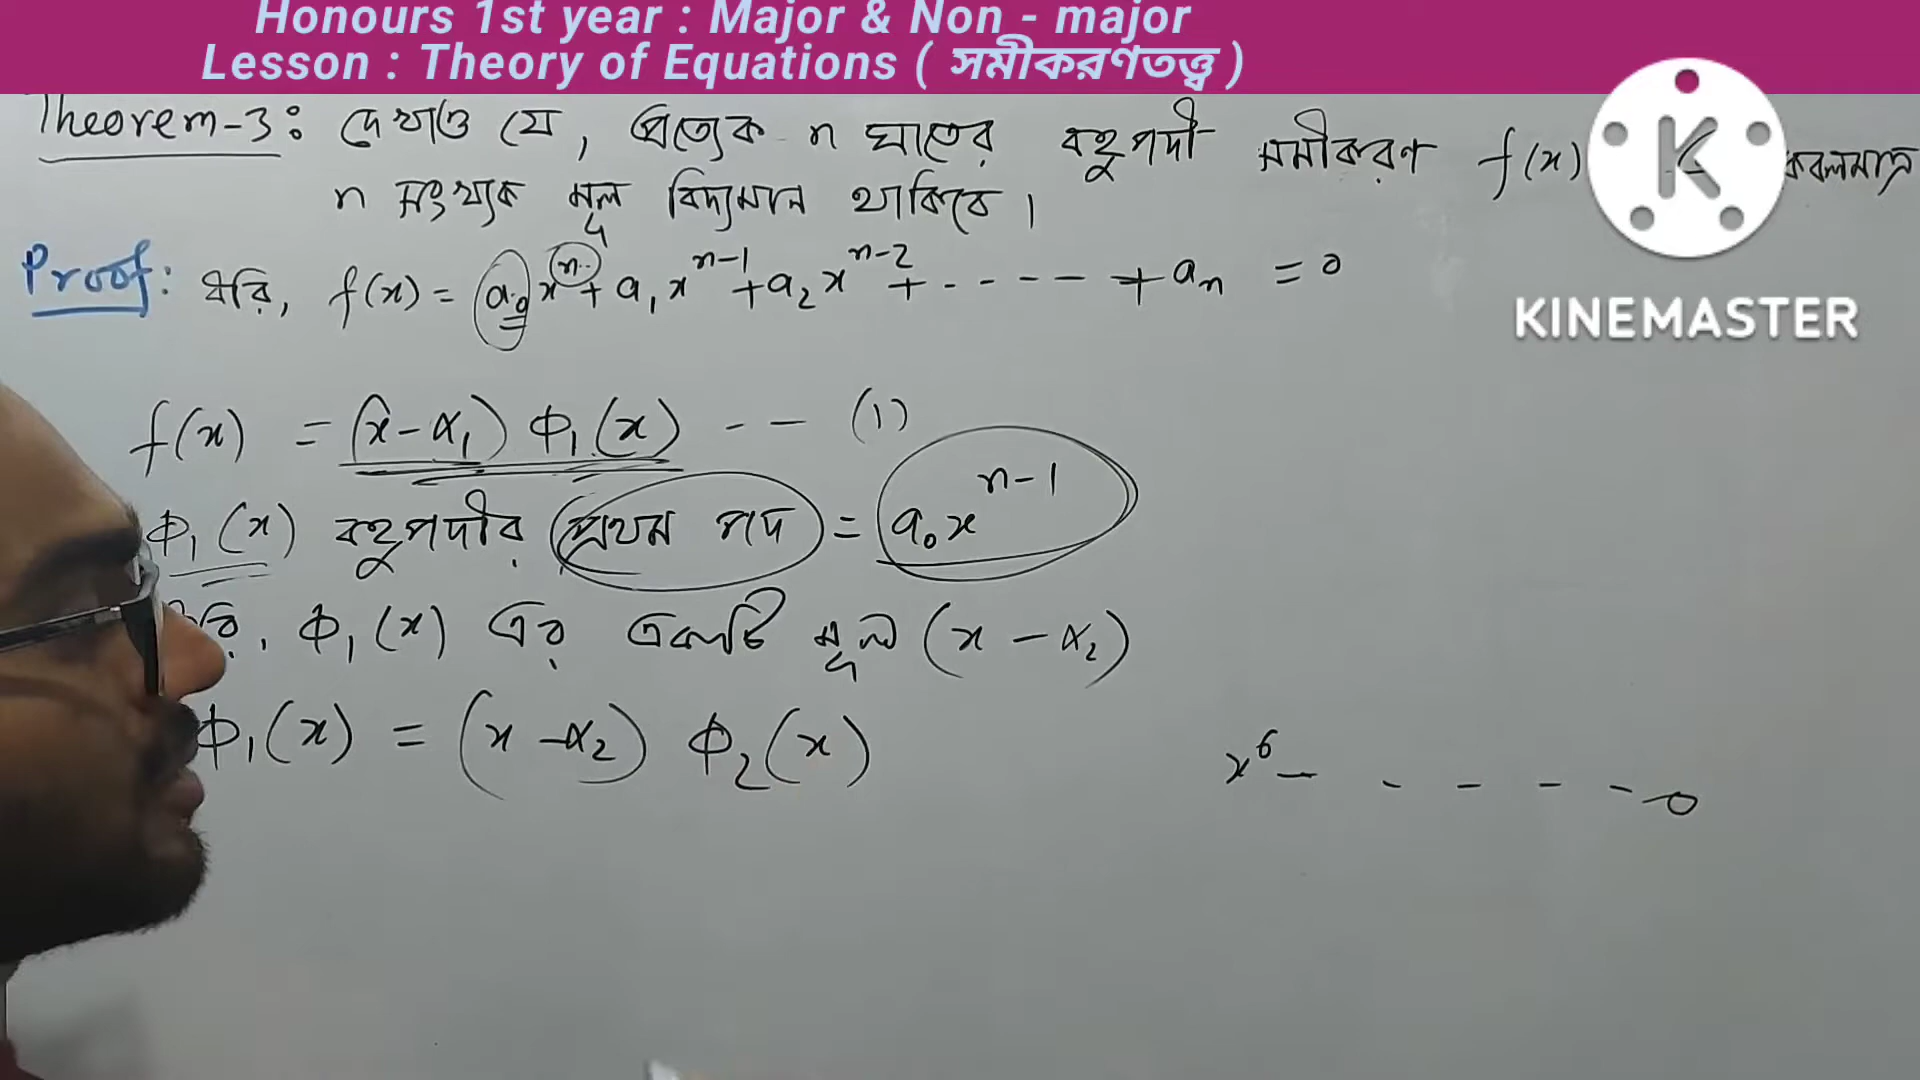 Honours 1st year : Major & Non - major
Lesson : Theory of Equations ( সমীকরণতত্ত্ব )
Theorem-3: দেখাও যে, প্রত্যেক n ঘাতের বহুপদী সমীকরণ f(x) কেবলমাত্র
n সংখ্যক মূল বিদ্যমান থাকিবে।
Proof: ধরি, f(x) = a₀xⁿ + a₁xⁿ⁻¹ + a₂xⁿ⁻² + - - - - + aₙ = 0
KINEMASTER
f(x) = (x-α₁) Φ₁(x) - - (1)
Φ₁(x) বহুপদীর প্রথম পদ = a₀xⁿ⁻¹
Φ₁(x) এর একটি মূল (x - α₂)
Φ₁(x) = (x - α₂) Φ₂(x)
x⁶ - - - - - 0